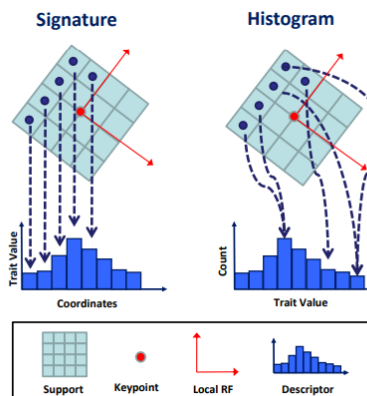 Signature
Histogram
Trait Value
Coordinates
Count
Trait Value
Support
Keypoint
Local RF
Descriptor